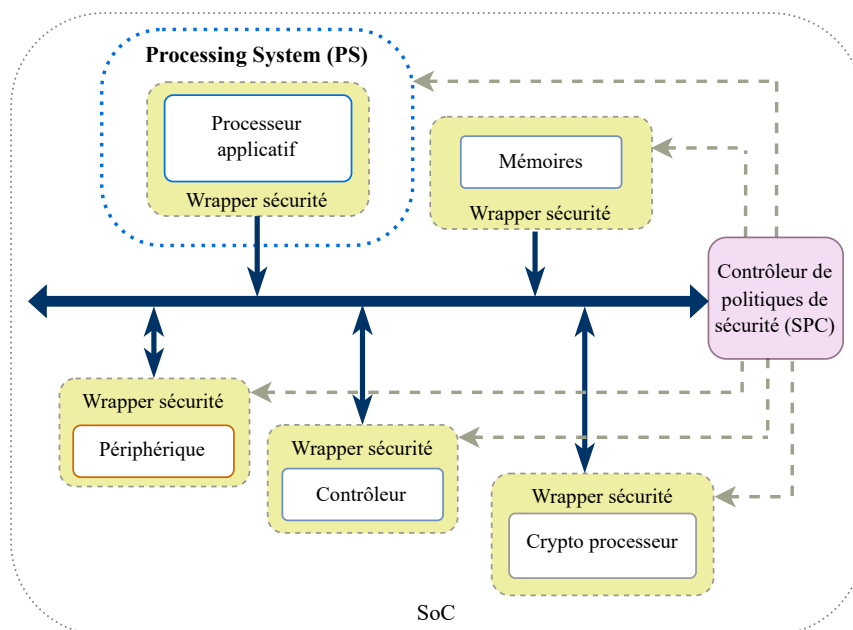 Processing System (PS)
Processeur
applicatif
Wrapper sécurité
Mémoires
Wrapper sécurité
Contrôleur de
politiques de
sécurité (SPC)
Wrapper sécurité
Périphérique
Wrapper sécurité
Contrôleur
Wrapper sécurité
Crypto processeur
SoC